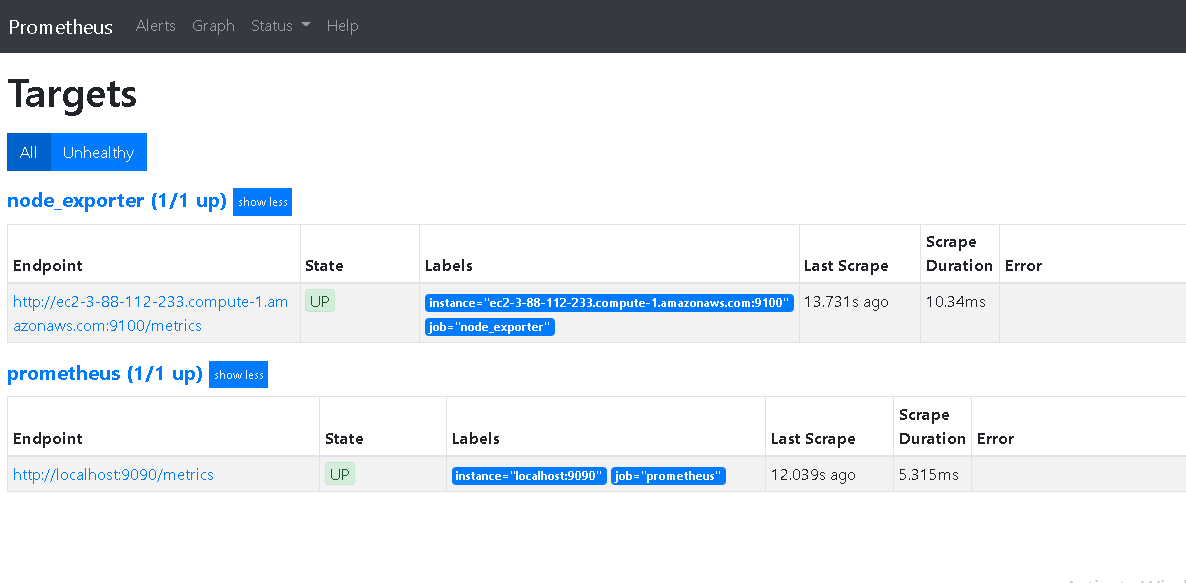 Prometheus Alerts Graph Status Help
Targets
All Unhealthy
node_exporter (1/1 up) show less
Endpoint State Labels Last Scrape Scrape Duration Error
http://ec2-3-88-112-233.compute-1.am
azonaws.com:9100/metrics
UP
instance="ec2-3-88-112-233.compute-1.amazonaws.com:9100"
job="node_exporter"
13.731s ago
10.34ms
prometheus (1/1 up) show less
Endpoint State Labels Last Scrape Scrape Duration Error
http://localhost:9090/metrics UP instance="localhost:9090" job="prometheus" 12.039s ago 5.315ms